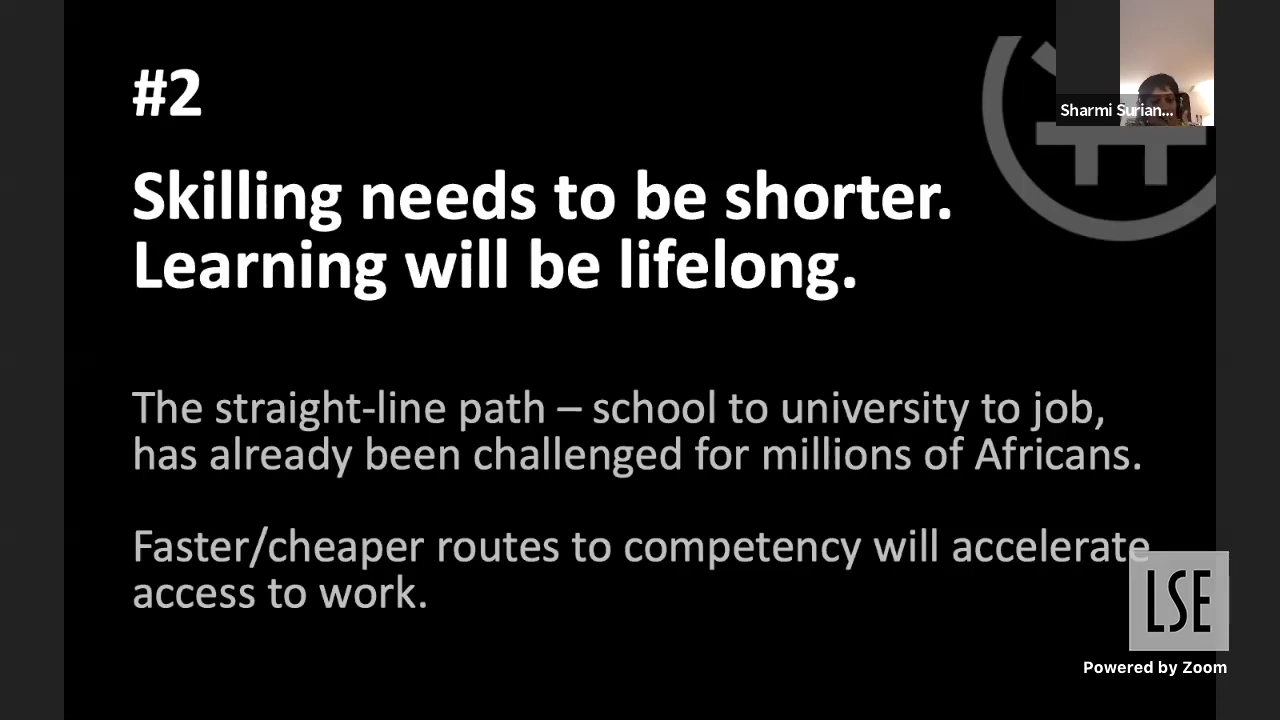 #2
Sharmi Surian...
Skilling needs to be shorter.
Learning will be lifelong.
The straight-line path – school to university to job,
has already been challenged for millions of Africans.
Faster/cheaper routes to competency will accelerate
access to work.
LSE
Powered by Zoom